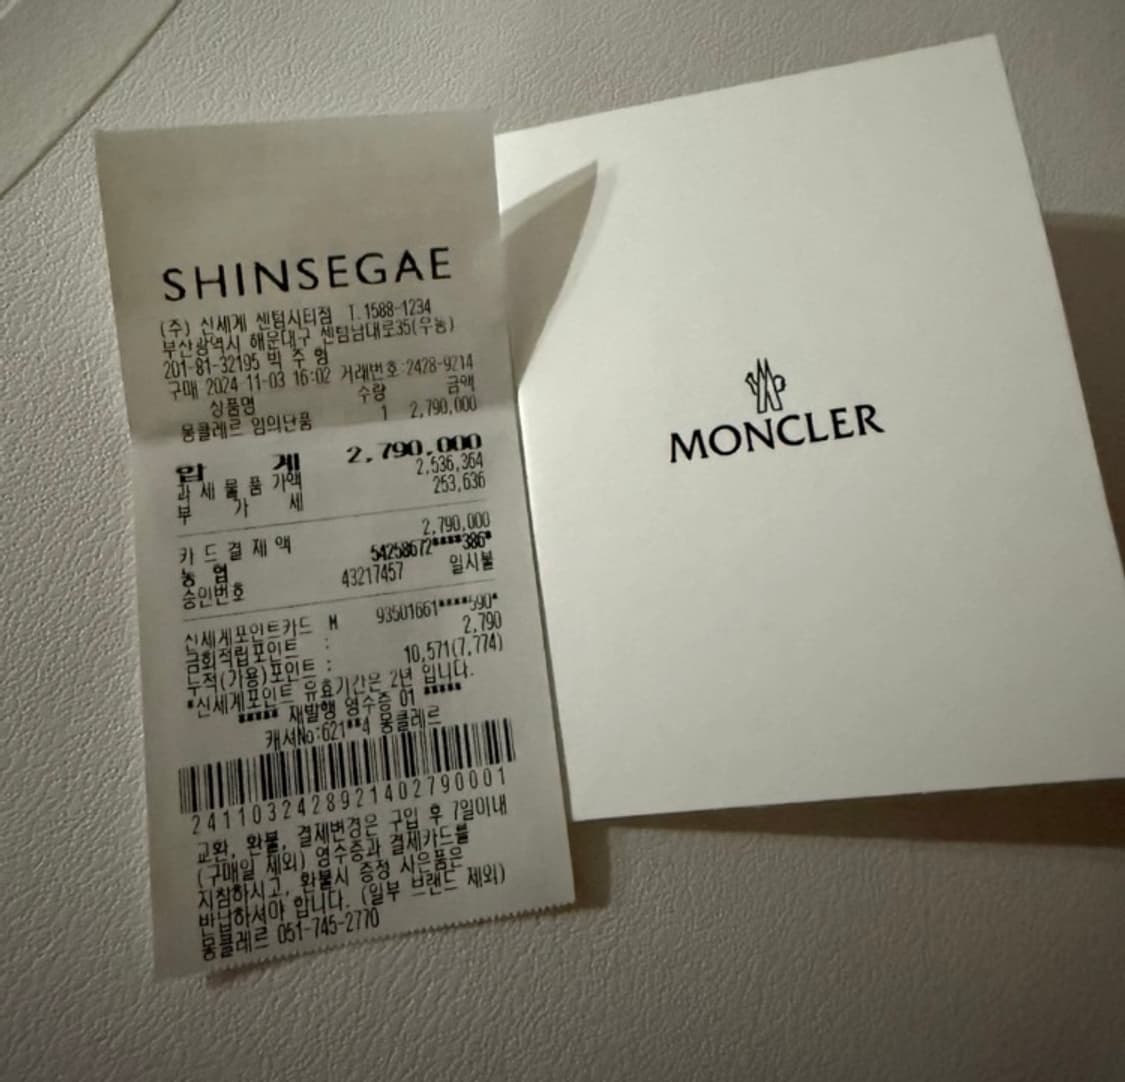 SHINSEGAE
(주) 신세계 센텀시티점 T.1588-1234
부산광역시 해운대구 센텀남대로35(우동)
201-81-32195 박 주 형
구매 2024-11-03 16:02 거래번호:2428-9214
상품명 수량 금액
몽클레르 임의단품 1 2,790,000
합 계 2,790,000
과 세 물 품 가액 2,536,364
부 가 세 253,636
카 드 결 제 액 2,790,000
농 협 54258672****386*
승인번호 43217457 일시불
신세계포인트카드 M 93501661****590*
금회적립포인트 : 2,790
누적(가용)포인트 : 10,571(7,774)
*신세계포인트 유효기간은 2년 입니다.
***** 재발행 영수증 01 *****
캐셔No:621**4 몽클레르
2411032428921402790001
교환, 환불, 결제변경은 구입 후 7일이내
(구매일 제외) 영수증과 결제카드를
지참하시고, 환불시 증정 사은품은
반납하셔야 합니다. (일부 브랜드 제외)
몽클레르 051-745-2770
MONCLER